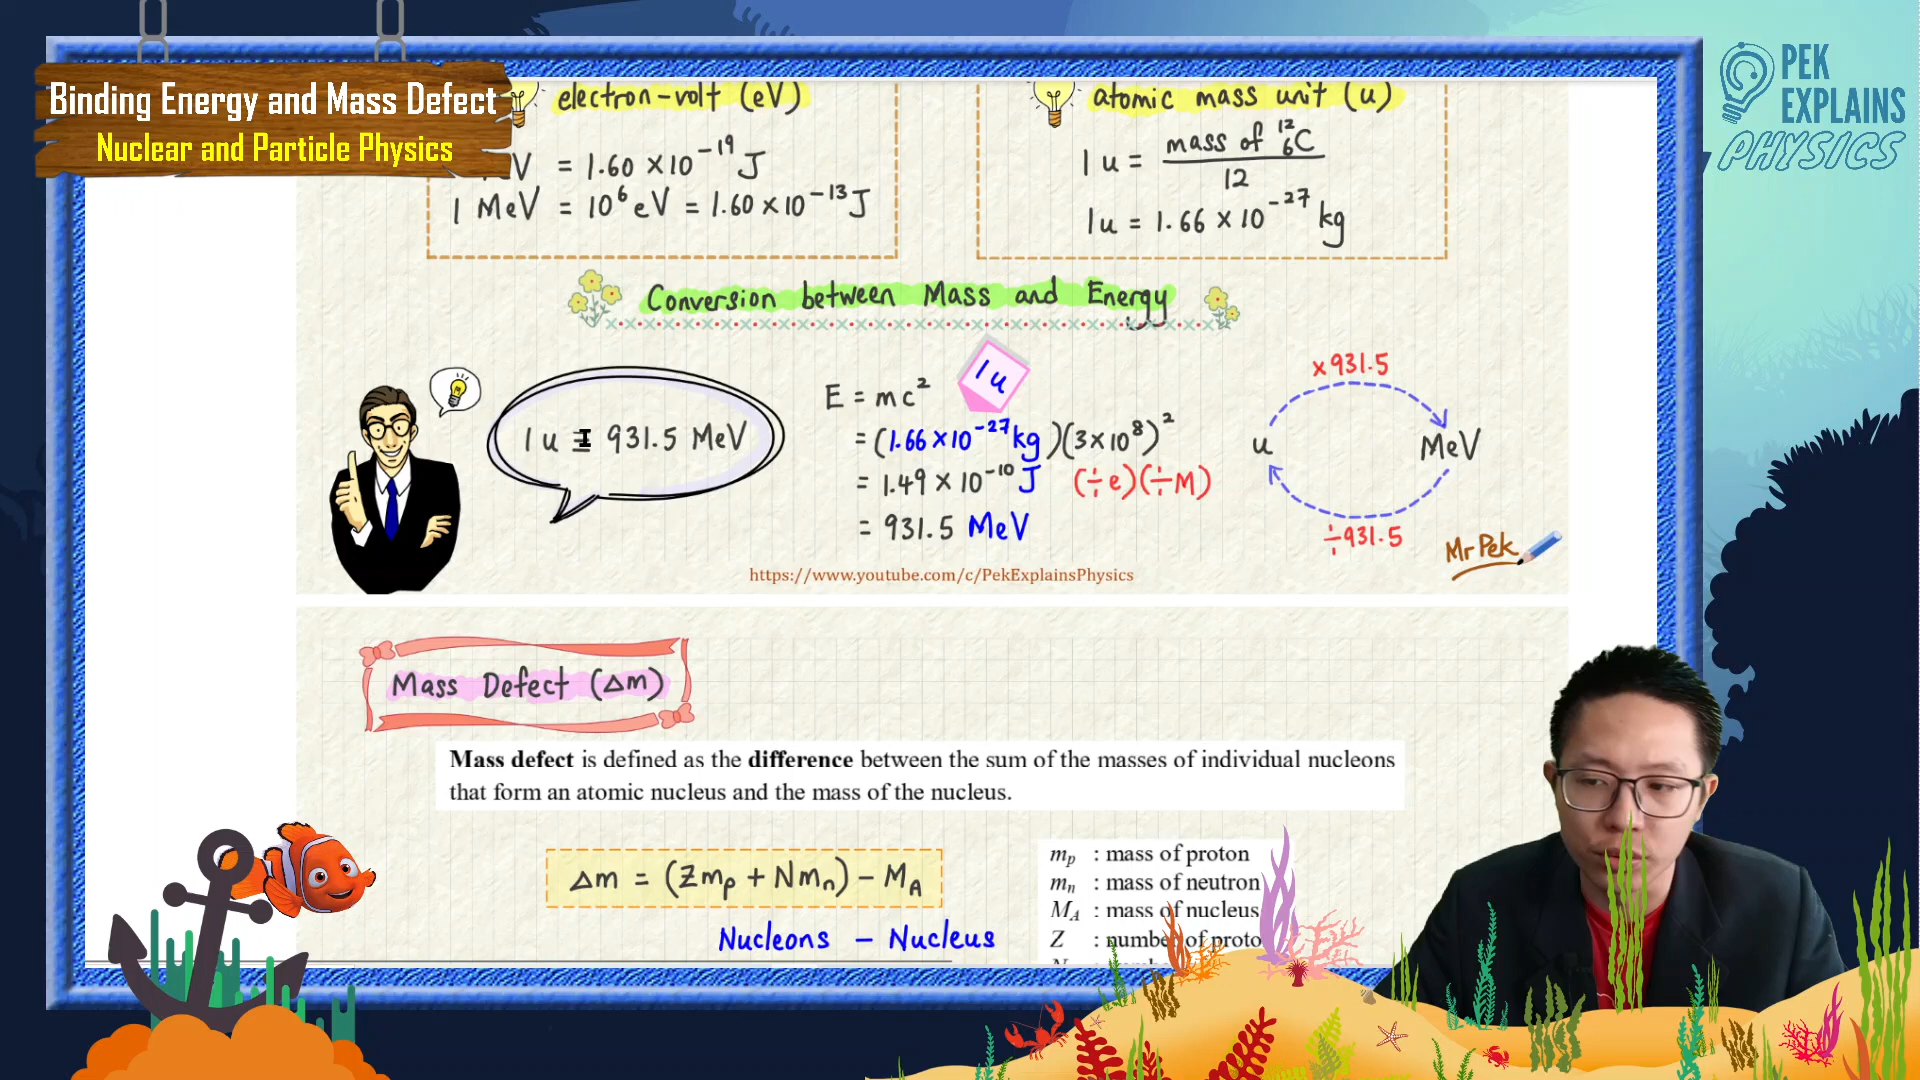 Binding Energy and Mass Defect
Nuclear and Particle Physics
PEK
EXPLAINS
PHYSICS
electron-volt (eV)
V = 1.60 × 10⁻¹⁹ J
1 MeV = 10⁶ eV = 1.60 × 10⁻¹³ J
atomic mass unit (u)
1 u = mass of ¹²₆C / 12
1 u = 1.66 × 10⁻²⁷ kg
Conversion between Mass and Energy
1 u = 931.5 MeV
E = mc²
1 u
= (1.66 × 10⁻²⁷ kg)(3 × 10⁸)²
= 1.49 × 10⁻¹⁰ J (÷e)(÷M)
= 931.5 MeV
×931.5
u MeV
÷931.5
Mr Pek
https://www.youtube.com/c/PekExplainsPhysics
Mass Defect (Δm)
Mass defect is defined as the difference between the sum of the masses of individual nucleons
that form an atomic nucleus and the mass of the nucleus.
Δm = (Zmₚ + Nmₙ) – M_A
Nucleons – Nucleus
mₚ : mass of proton
mₙ : mass of neutron
M_A : mass of nucleus
Z : number of proto